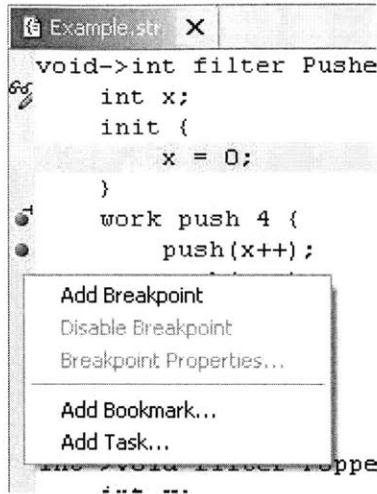 Example.str
void->int filter Pushe
int x;
init {
x = 0;
}
work push 4 {
push(x++);
Add Breakpoint
Disable Breakpoint
Breakpoint Properties...
Add Bookmark...
Add Task...